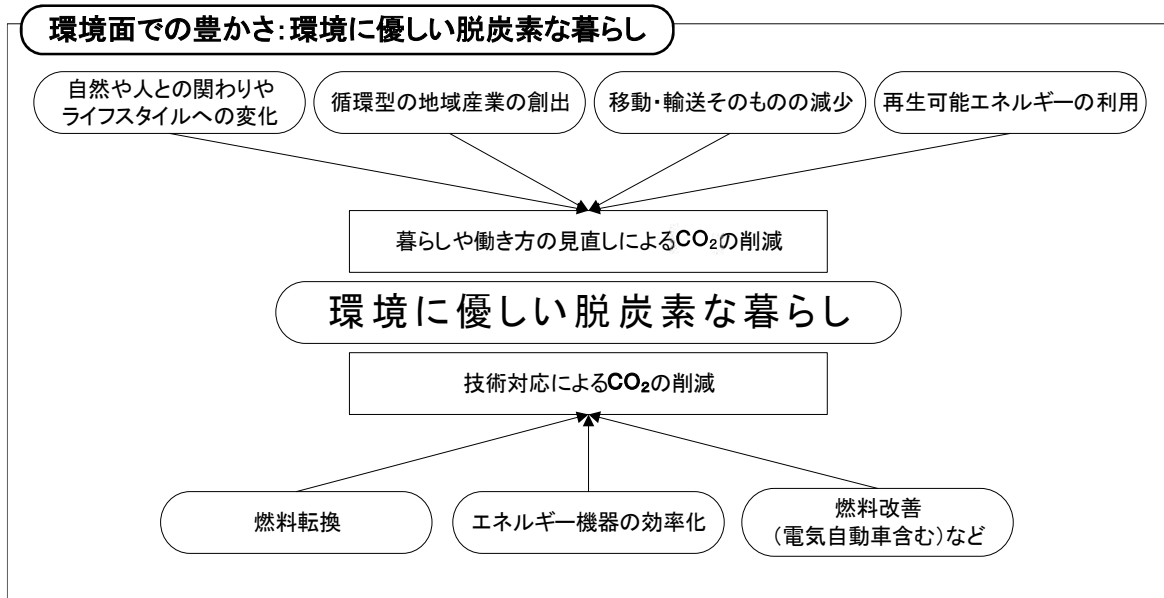 環境面での豊かさ：環境に優しい脱炭素な暮らし
自然や人との関わりや
ライフスタイルへの変化
循環型の地域産業の創出
移動・輸送そのものの減少
再生可能エネルギーの利用
暮らしや働き方の見直しによるCO₂の削減
環境に優しい脱炭素な暮らし
技術対応によるCO₂の削減
燃料転換
エネルギー機器の効率化
燃料改善
（電気自動車含む）など